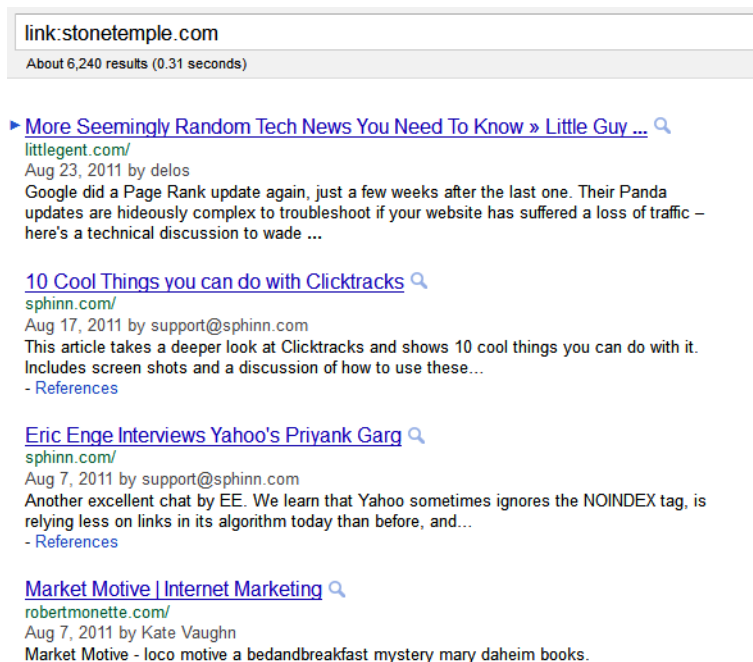 link:stonetemple.com
About 6,240 results (0.31 seconds)
More Seemingly Random Tech News You Need To Know » Little Guy ...
littlegent.com/
Aug 23, 2011 by delos
Google did a Page Rank update again, just a few weeks after the last one. Their Panda
updates are hideously complex to troubleshoot if your website has suffered a loss of traffic –
here's a technical discussion to wade ...
10 Cool Things you can do with Clicktracks
sphinn.com/
Aug 17, 2011 by support@sphinn.com
This article takes a deeper look at Clicktracks and shows 10 cool things you can do with it.
Includes screen shots and a discussion of how to use these...
- References
Eric Enge Interviews Yahoo's Priyank Garg
sphinn.com/
Aug 7, 2011 by support@sphinn.com
Another excellent chat by EE. We learn that Yahoo sometimes ignores the NOINDEX tag, is
relying less on links in its algorithm today than before, and...
- References
Market Motive | Internet Marketing
robertmonette.com/
Aug 7, 2011 by Kate Vaughn
Market Motive - loco motive a bedandbreakfast mystery mary daheim books.